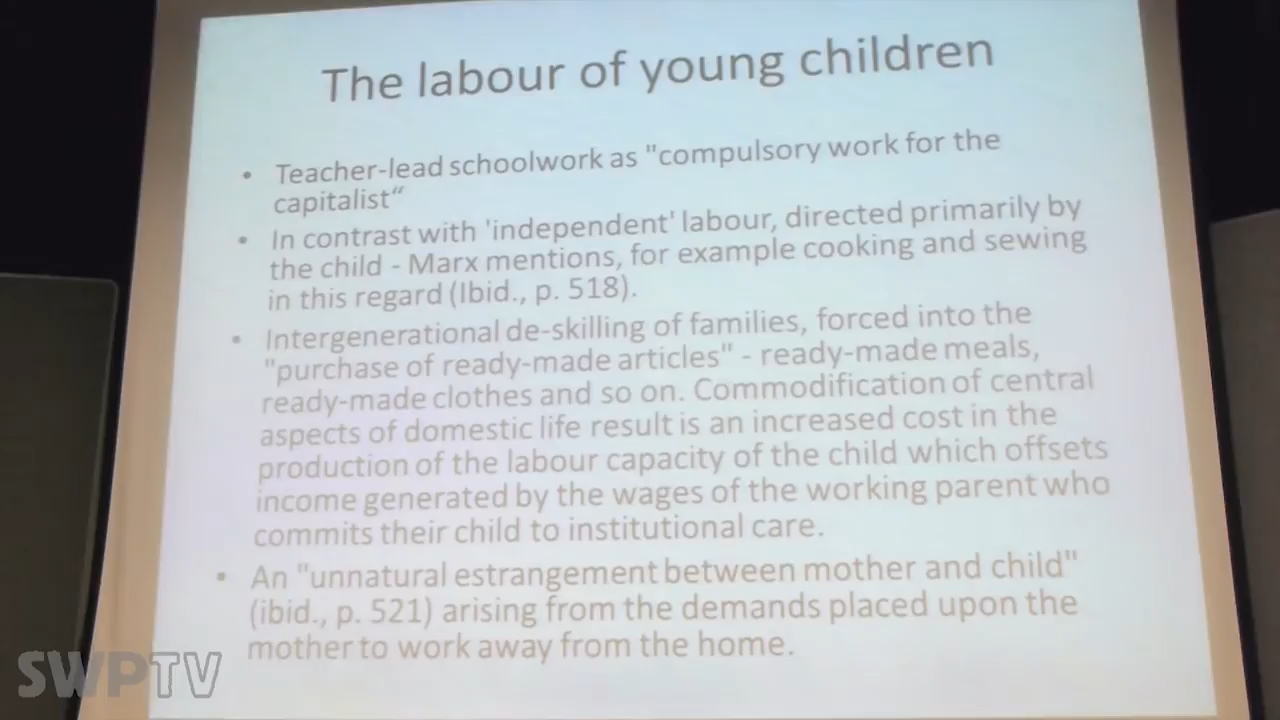 The labour of young children
• Teacher-lead schoolwork as "compulsory work for the
capitalist“
• In contrast with 'independent' labour, directed primarily by
the child - Marx mentions, for example cooking and sewing
in this regard (Ibid., p. 518).
• Intergenerational de-skilling of families, forced into the
"purchase of ready-made articles" - ready-made meals,
ready-made clothes and so on. Commodification of central
aspects of domestic life result is an increased cost in the
production of the labour capacity of the child which offsets
income generated by the wages of the working parent who
commits their child to institutional care.
• An "unnatural estrangement between mother and child"
(ibid., p. 521) arising from the demands placed upon the
mother to work away from the home.
SWPTV